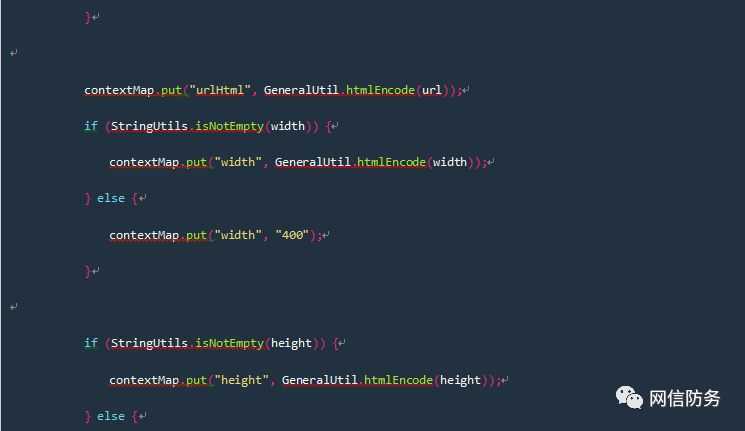 }
contextMap.put("urlHtml", GeneralUtil.htmlEncode(url));
if (StringUtils.isNotEmpty(width)) {
contextMap.put("width", GeneralUtil.htmlEncode(width));
} else {
contextMap.put("width", "400");
}
if (StringUtils.isNotEmpty(height)) {
contextMap.put("height", GeneralUtil.htmlEncode(height));
} else {
网信防务